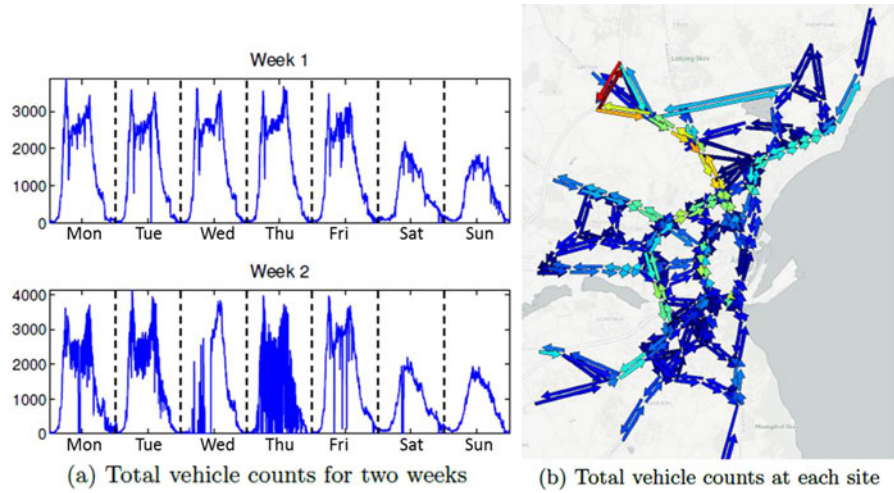 Week 1
3000
2000
1000
0
Mon Tue Wed Thu Fri Sat Sun
Week 2
4000
3000
2000
1000
0
Mon Tue Wed Thu Fri Sat Sun
(a) Total vehicle counts for two weeks
(b) Total vehicle counts at each site